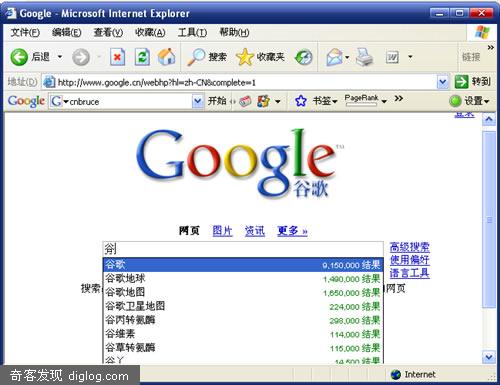 Google - Microsoft Internet Explorer
文件(F) 编辑(E) 查看(V) 收藏(A) 工具(T) 帮助(H)
后退 搜索 收藏夹 链接
地址(D) http://www.google.cn/webhp?hl=zh-CN&complete=1 转到
Google G cnbruce 开始 书签 PageRank 设置
登录
Google™
谷歌
网页 图片 资讯 更多 »
谷 高级搜索
谷歌 9,150,000 结果 使用偏好
谷歌地球 1,490,000 结果 语言工具
搜 谷歌地图 1,650,000 结果 网页
谷歌卫星地图 224,000 结果
谷丙转氨酶 298,000 结果
谷维素 114,000 结果
谷草转氨酶 115,000 结果
谷丫 14,500 结果
奇客发现 diglog.com Internet